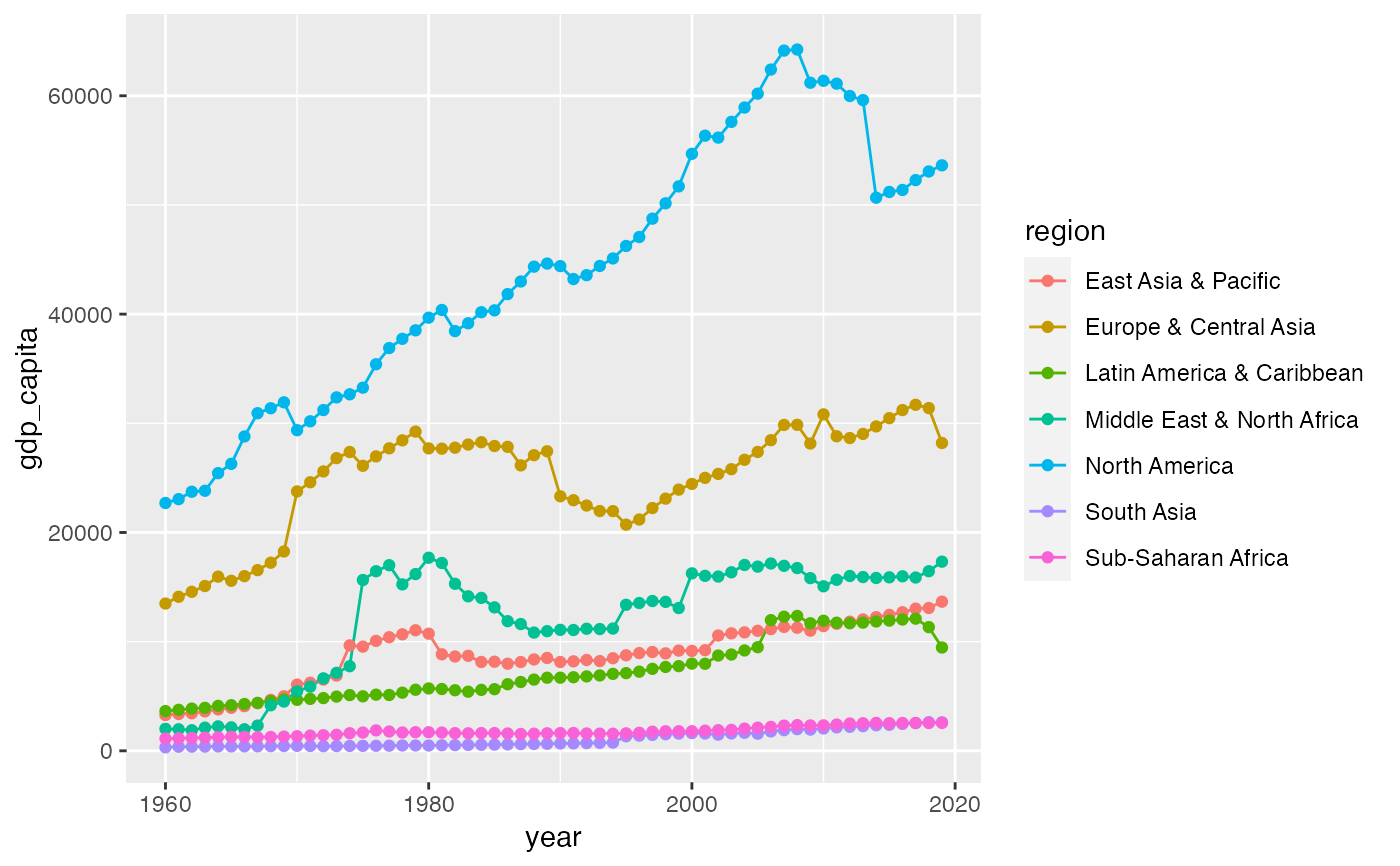 gdp_capita
60000
40000
20000
0
1960
1980
2000
2020
year
region
East Asia & Pacific
Europe & Central Asia
Latin America & Caribbean
Middle East & North Africa
North America
South Asia
Sub-Saharan Africa